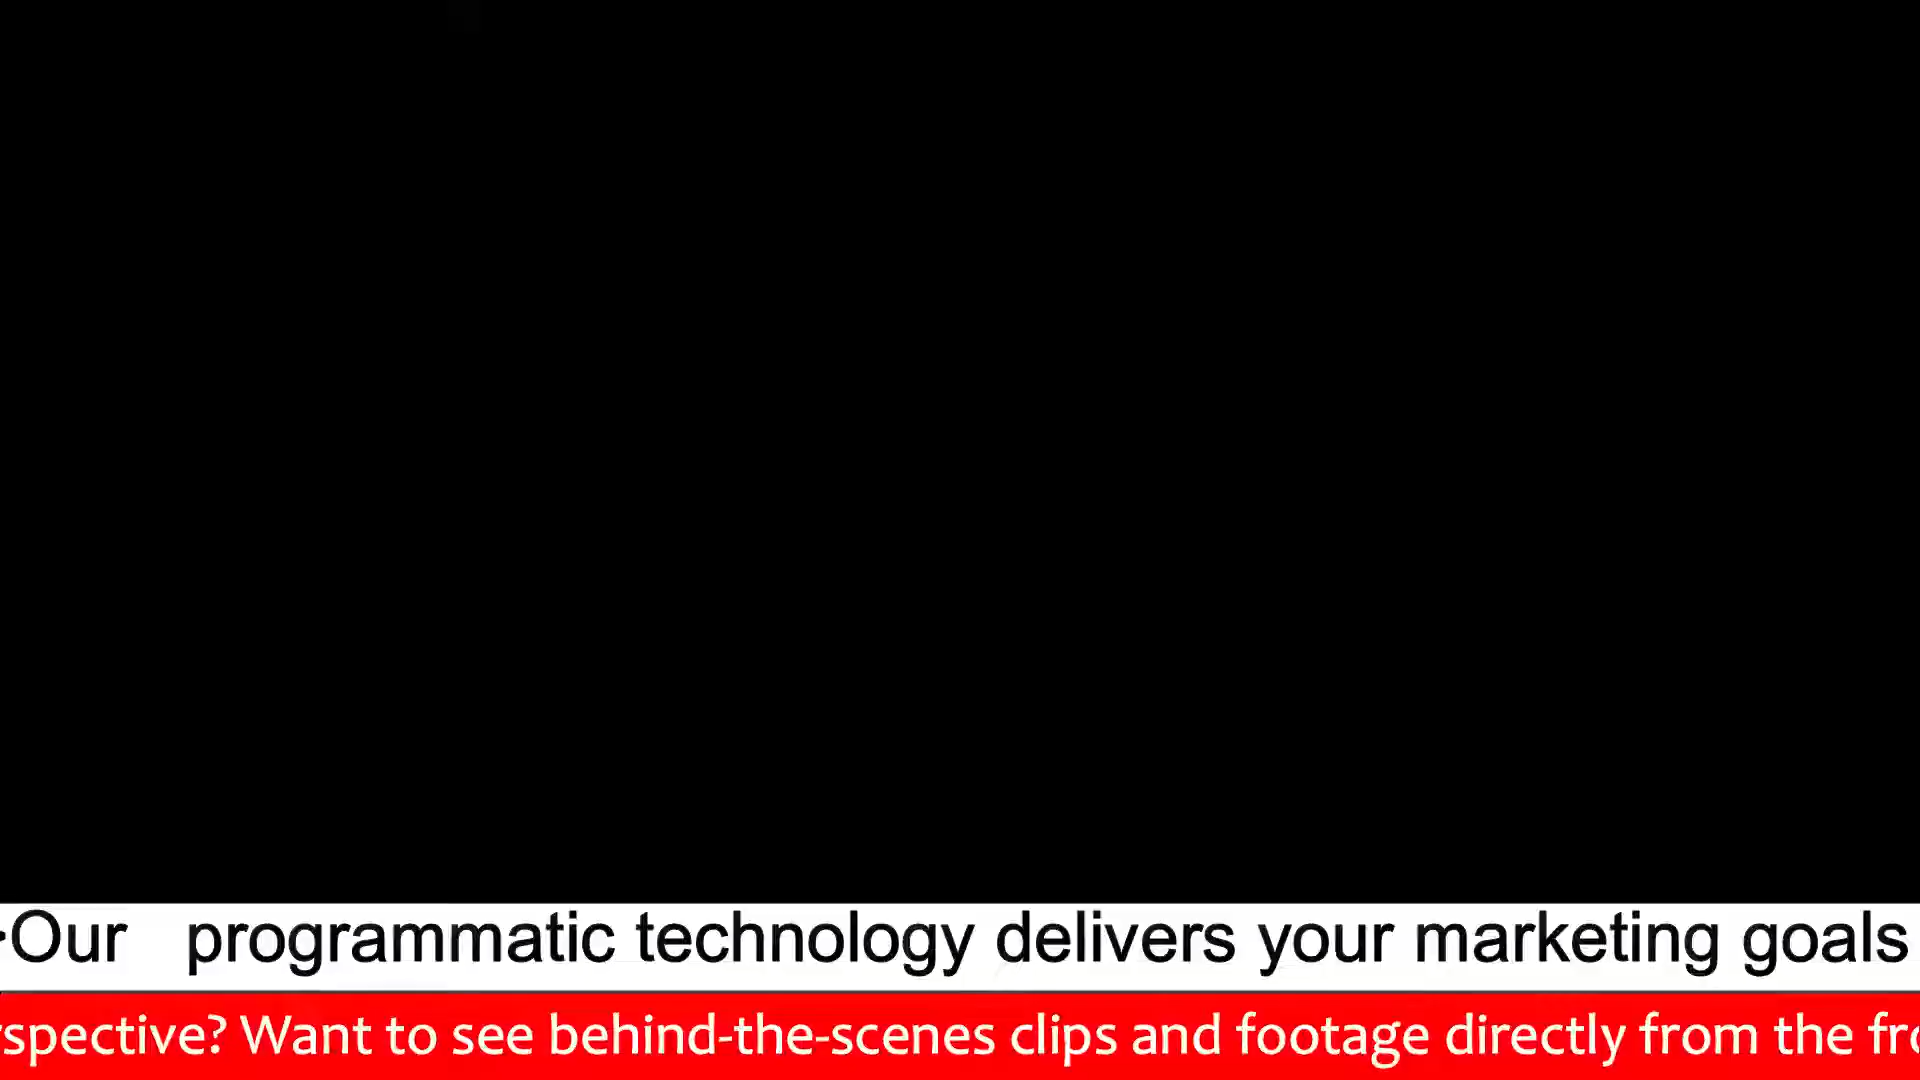 Our programmatic technology delivers your marketing goals
spective? Want to see behind-the-scenes clips and footage directly from the